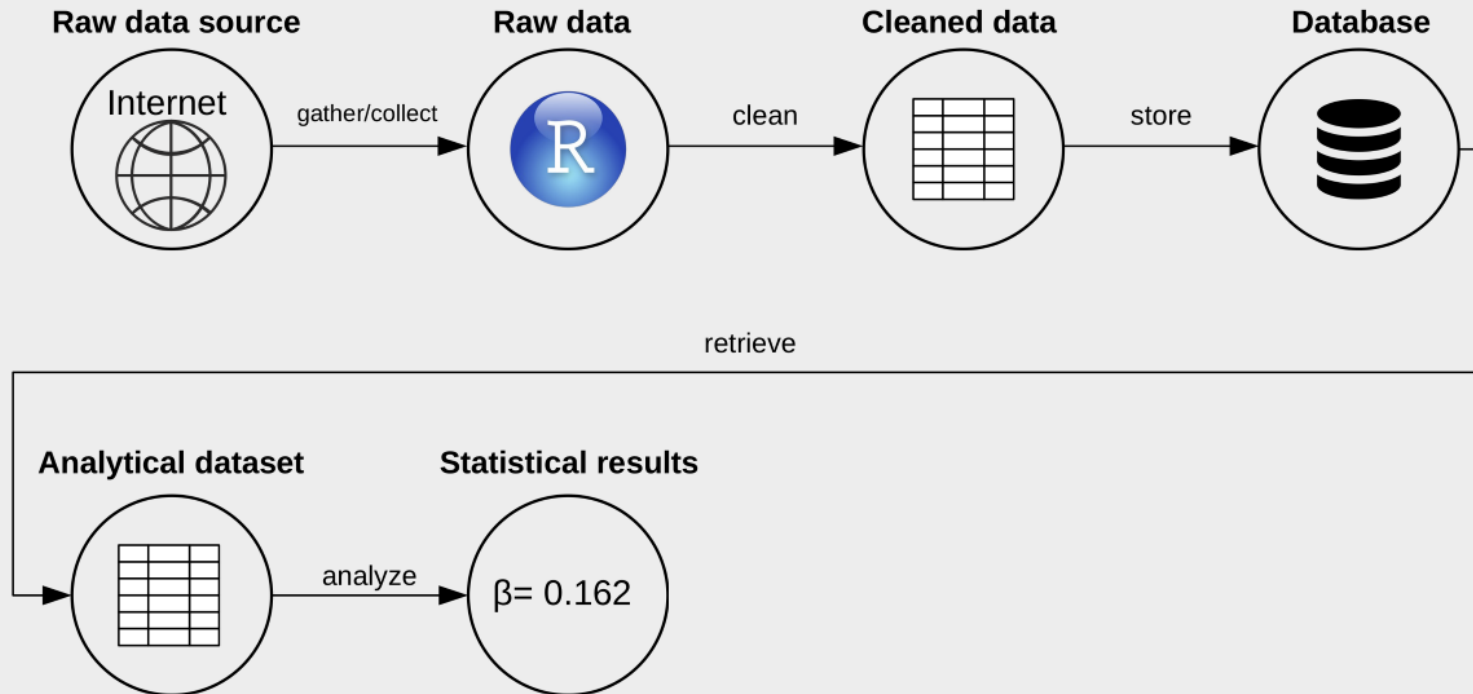 Raw data source
Raw data
Cleaned data
Database
Internet
gather/collect
R
clean
store
retrieve
Analytical dataset
Statistical results
analyze
β= 0.162